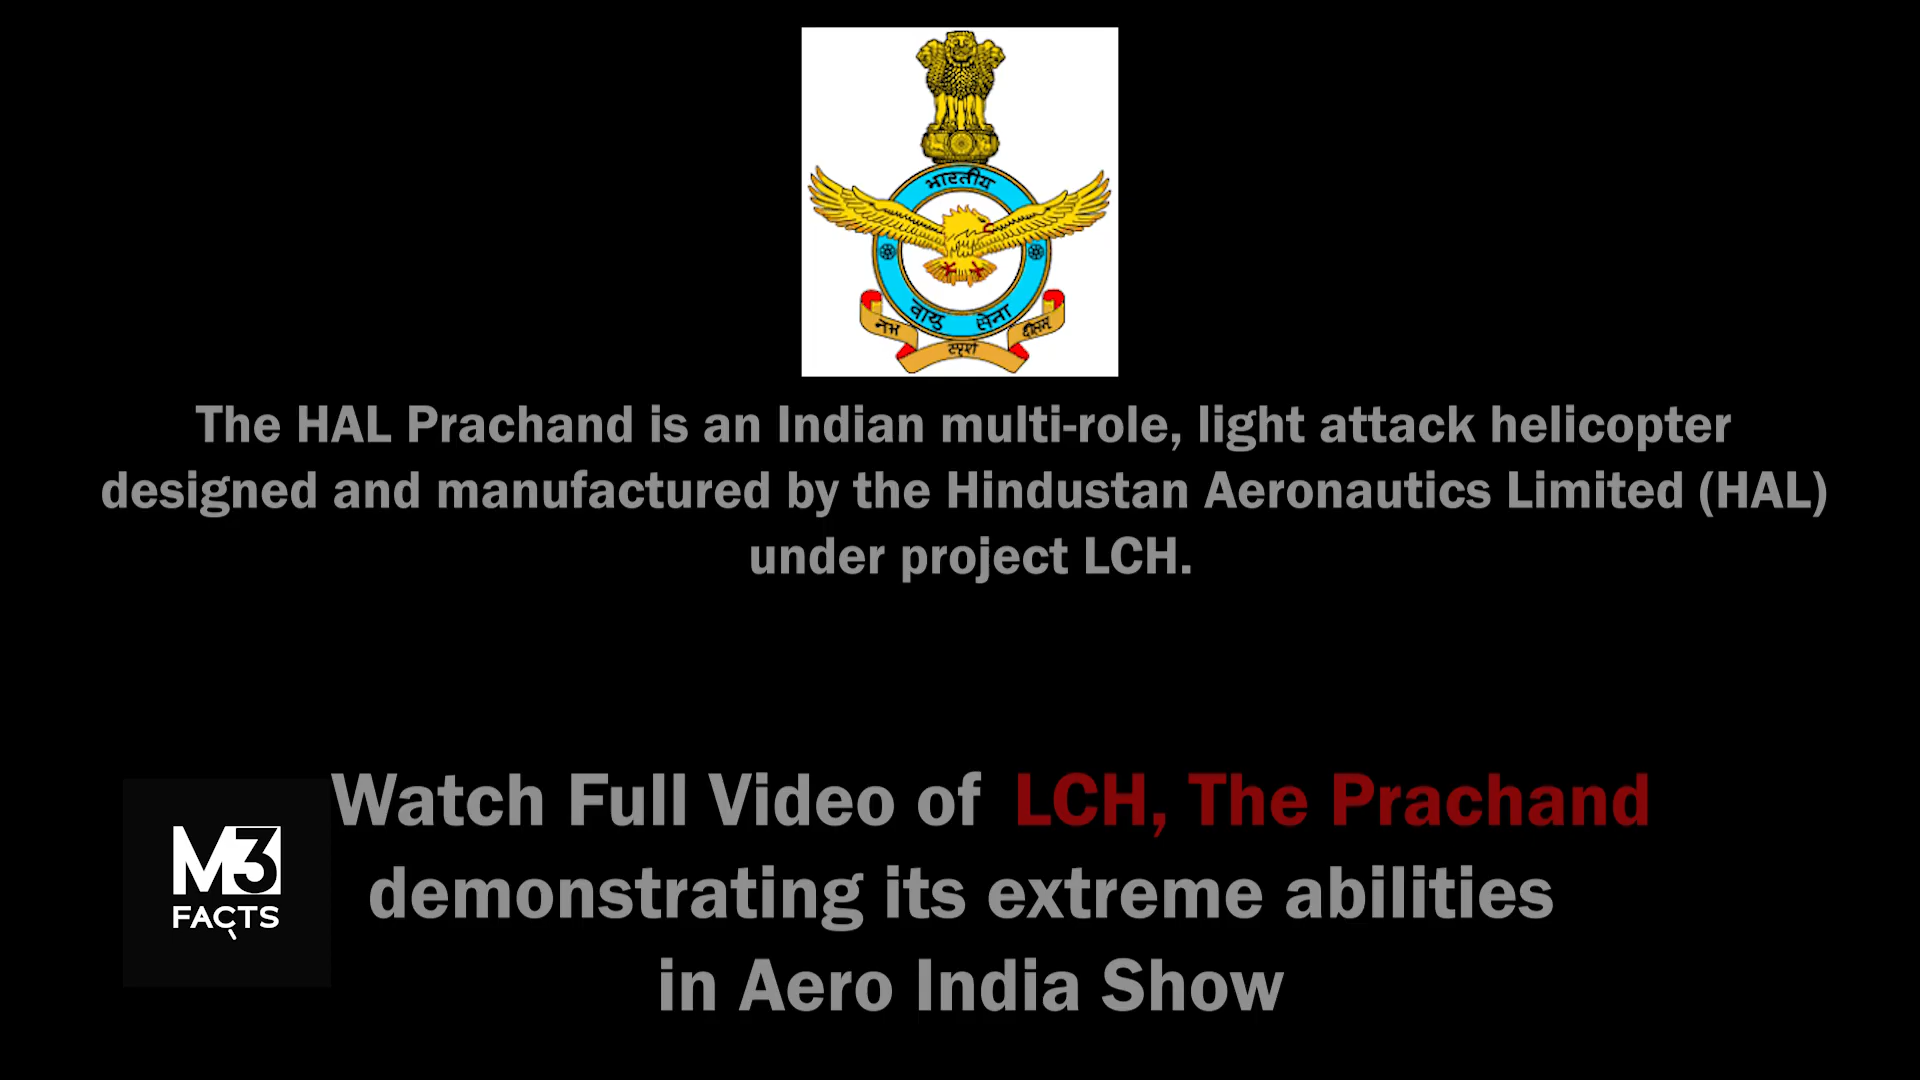 भारतीय
वायु सेना
नभ स्पृशं दीप्तम्
The HAL Prachand is an Indian multi-role, light attack helicopter
designed and manufactured by the Hindustan Aeronautics Limited (HAL)
under project LCH.
Watch Full Video of LCH, The Prachand
demonstrating its extreme abilities
in Aero India Show
M3
FACTS